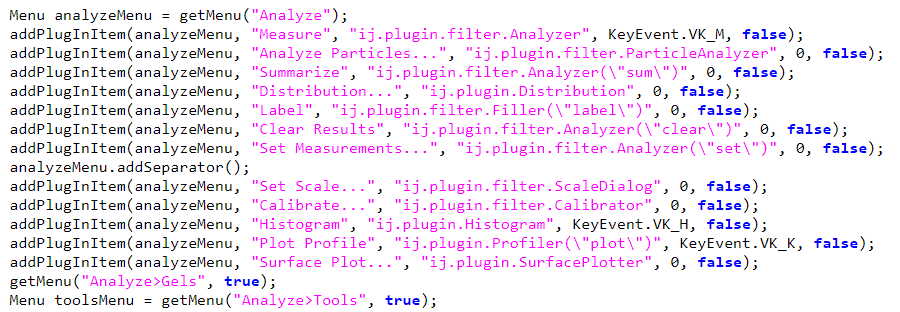 Menu analyzeMenu = getMenu("Analyze");
addPlugInItem(analyzeMenu, "Measure", "ij.plugin.filter.Analyzer", KeyEvent.VK_M, false);
addPlugInItem(analyzeMenu, "Analyze Particles...", "ij.plugin.filter.ParticleAnalyzer", 0, false);
addPlugInItem(analyzeMenu, "Summarize", "ij.plugin.filter.Analyzer(\"sum\")", 0, false);
addPlugInItem(analyzeMenu, "Distribution...", "ij.plugin.Distribution", 0, false);
addPlugInItem(analyzeMenu, "Label", "ij.plugin.filter.Filler(\"label\")", 0, false);
addPlugInItem(analyzeMenu, "Clear Results", "ij.plugin.filter.Analyzer(\"clear\")", 0, false);
addPlugInItem(analyzeMenu, "Set Measurements...", "ij.plugin.filter.Analyzer(\"set\")", 0, false);
analyzeMenu.addSeparator();
addPlugInItem(analyzeMenu, "Set Scale...", "ij.plugin.filter.ScaleDialog", 0, false);
addPlugInItem(analyzeMenu, "Calibrate...", "ij.plugin.filter.Calibrator", 0, false);
addPlugInItem(analyzeMenu, "Histogram", "ij.plugin.Histogram", KeyEvent.VK_H, false);
addPlugInItem(analyzeMenu, "Plot Profile", "ij.plugin.Profiler(\"plot\")", KeyEvent.VK_K, false);
addPlugInItem(analyzeMenu, "Surface Plot...", "ij.plugin.SurfacePlotter", 0, false);
getMenu("Analyze>Gels", true);
Menu toolsMenu = getMenu("Analyze>Tools", true);